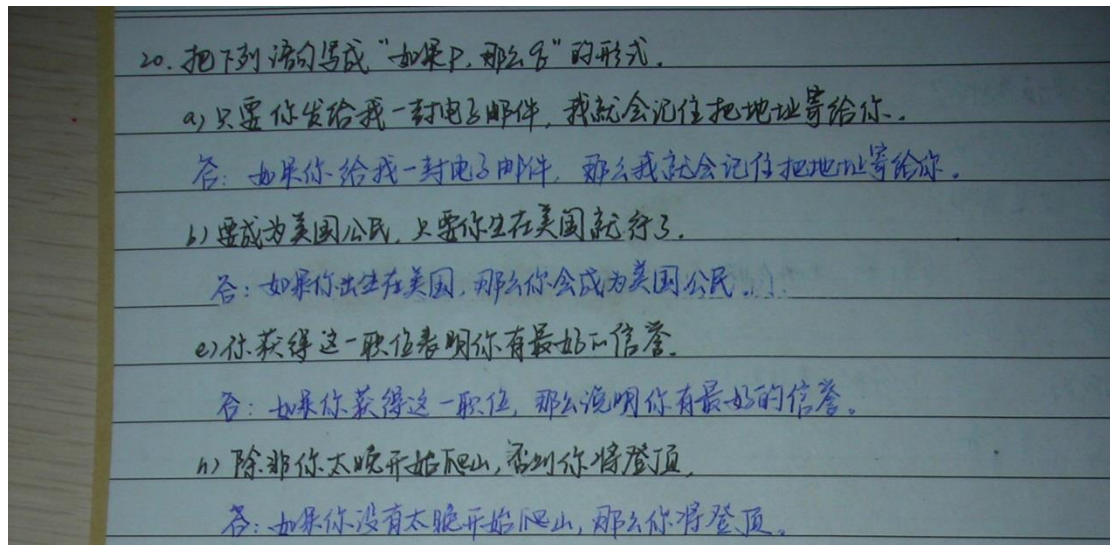 20. 把下列语句写成“如果P,那么q”的形式.
a) 只要你发给我一封电子邮件,我就会记住把地址寄给你.
答: 如果你给我一封电子邮件,那么我就会记住把地址寄给你.
b) 要成为美国公民,只要你生在美国就行了.
答: 如果你出生在美国,那么你会成为美国公民.
e) 你获得这一职位表明你有最好的信誉.
答: 如果你获得这一职位,那么说明你有最好的信誉.
h) 除非你太晚开始爬山,否则你将登顶.
答: 如果你没有太晚开始爬山,那么你将登顶.